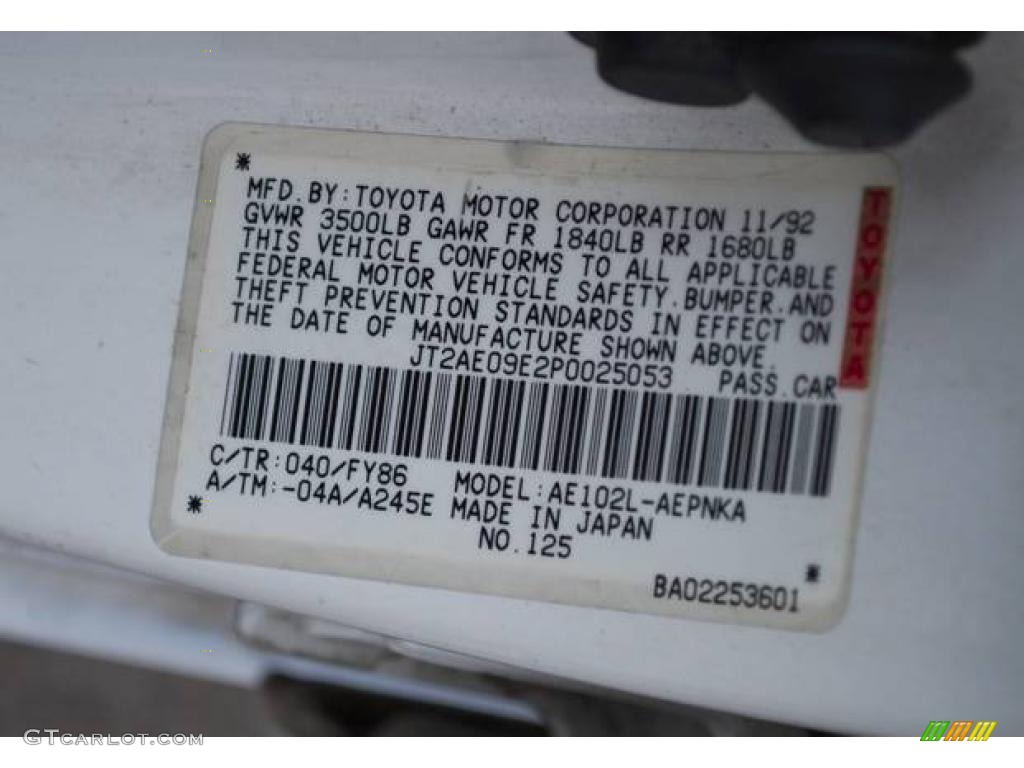 MFD. BY: TOYOTA MOTOR CORPORATION 11/92
GVWR 3500LB GAWR FR 1840LB RR 1680LB
THIS VEHICLE CONFORMS TO ALL APPLICABLE
FEDERAL MOTOR VEHICLE SAFETY. BUMPER. AND
THEFT PREVENTION STANDARDS IN EFFECT ON
THE DATE OF MANUFACTURE SHOWN ABOVE.
JT2AE09E2P0025053 PASS. CAR
TOYOTA
C/TR: 040/FY86 MODEL: AE102L-AEPNKA
A/TM: -04A/A245E MADE IN JAPAN
NO. 125
BA02253601
GTCarLot.com